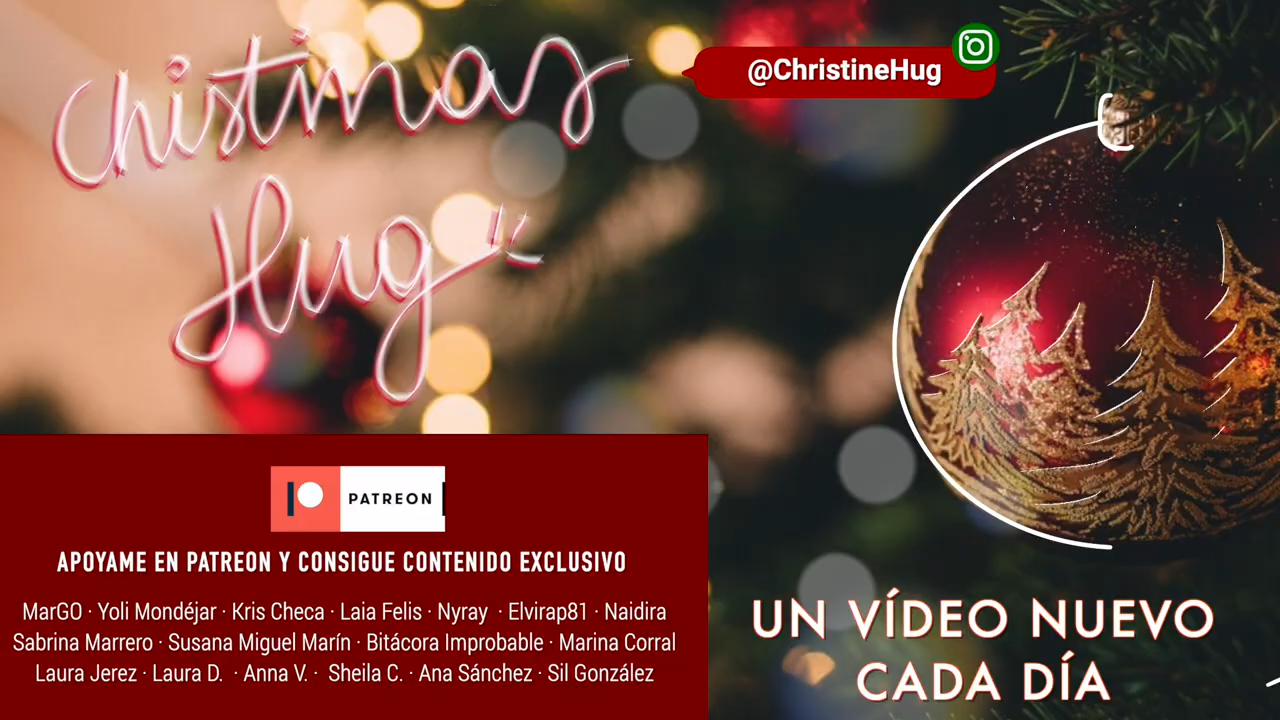 Chistmas
Hug
@ChristineHug
PATREON
APOYAME EN PATREON Y CONSIGUE CONTENIDO EXCLUSIVO
MarGO · Yoli Mondéjar · Kris Checa · Laia Felis · Nyray · Elvirap81 · Naidira
Sabrina Marrero · Susana Miguel Marín · Bitácora Improbable · Marina Corral
Laura Jerez · Laura D. · Anna V. · Sheila C. · Ana Sánchez · Sil González
UN VÍDEO NUEVO
CADA DÍA